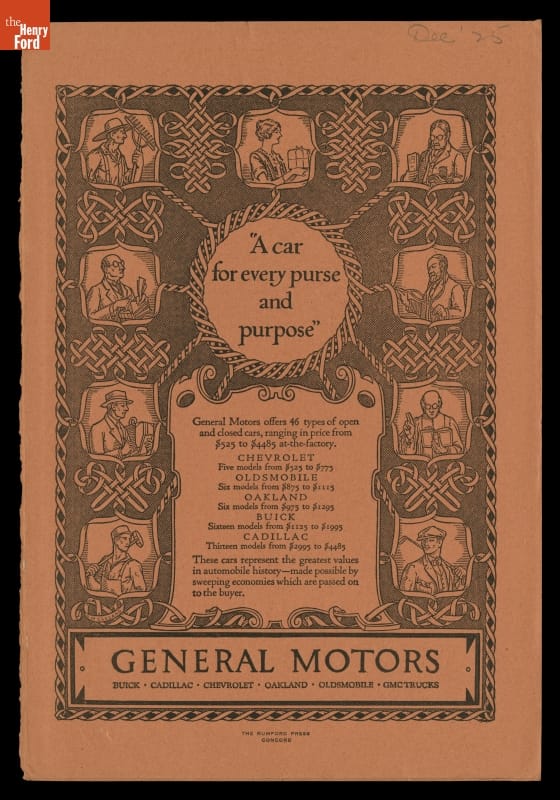 the
Henry
Ford
Dec '25
"A car
for every purse
and
purpose"
General Motors offers 46 types of open
and closed cars, ranging in price from
$525 to $4485 at-the-factory.
CHEVROLET
Five models from $525 to $775
OLDSMOBILE
Six models from $875 to $1115
OAKLAND
Six models from $975 to $1295
BUICK
Sixteen models from $1125 to $1995
CADILLAC
Thirteen models from $2995 to $4485
These cars represent the greatest values
in automobile history—made possible by
sweeping economies which are passed on
to the buyer.
GENERAL MOTORS
BUICK · CADILLAC · CHEVROLET · OAKLAND · OLDSMOBILE · GMC TRUCKS
THE RUMFORD PRESS
CONCORD